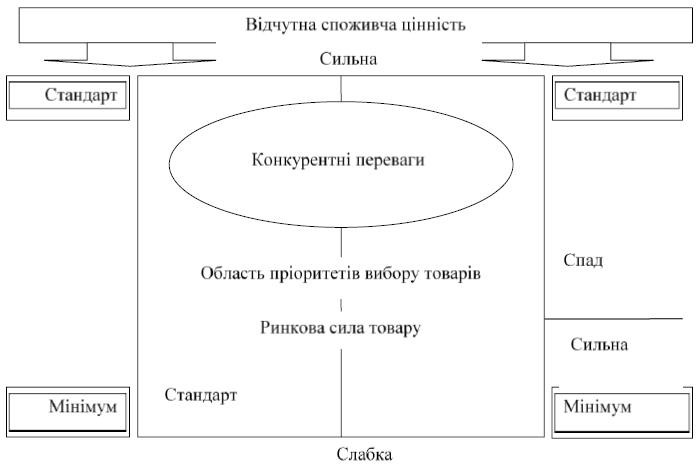 Відчутна споживча цінність
Сильна
Стандарт
Стандарт
Конкурентні переваги
Область пріоритетів вибору товарів
Спад
Ринкова сила товару
Сильна
Стандарт
Мінімум
Мінімум
Слабка